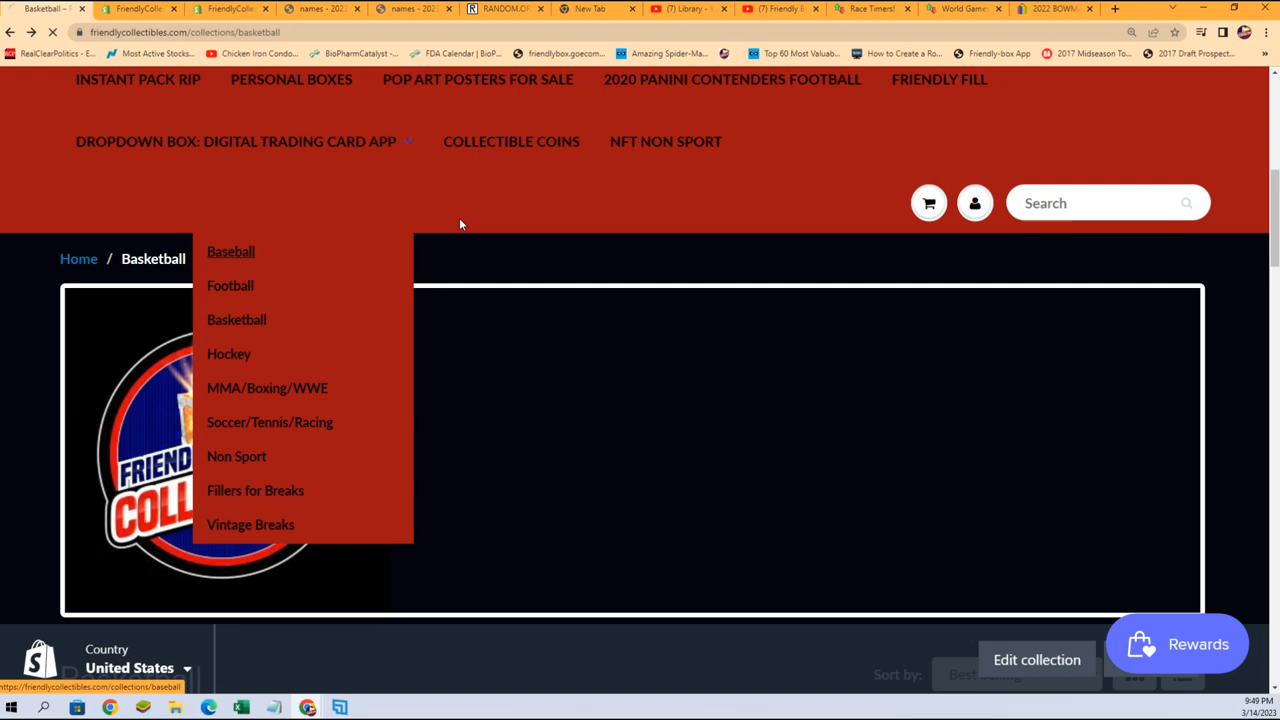 Basketball – F
FriendlyColle
FriendlyColle
names - 202
names - 202
RANDOM.OR
New Tab
(7) Library -
(7) Friendly B
Race Timers!
World Game
2022 BOWM
friendlycollectibles.com/collections/basketball
RealClearPolitics - E...
Most Active Stocks...
Chicken Iron Condo...
BioPharmCatalyst -...
FDA Calendar | BioP...
friendlybox.goecom...
Amazing Spider-Ma...
Top 60 Most Valuab...
How to Create a Ro...
Friendly-box App
2017 Midseason To...
2017 Draft Prospect...
»
INSTANT PACK RIP
PERSONAL BOXES
POP ART POSTERS FOR SALE
2020 PANINI CONTENDERS FOOTBALL
FRIENDLY FILL
DROPDOWN BOX: DIGITAL TRADING CARD APP
COLLECTIBLE COINS
NFT NON SPORT
Search
Home / Basketball
Baseball
Football
Basketball
Hockey
MMA/Boxing/WWE
Soccer/Tennis/Racing
Non Sport
Fillers for Breaks
Vintage Breaks
FRIEND
COLL
Country
United States
Basketball
Sort by:
Best Selling
Edit collection
Rewards
https://friendlycollectibles.com/collections/baseball
9:49 PM
3/14/2023